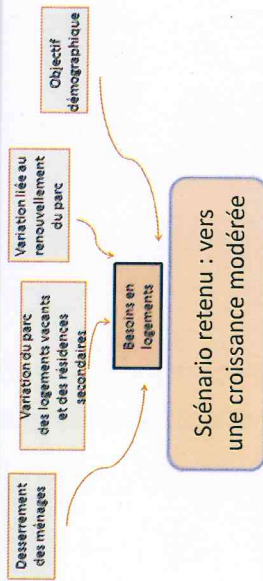 Desserrement
des ménages
Variation du parc
des logements vacants
et des résidences
secondaires
Variation liée au
renouvellement
du parc
Objectif
démographique
Besoins en
logements
Scénario retenu : vers
une croissance modérée